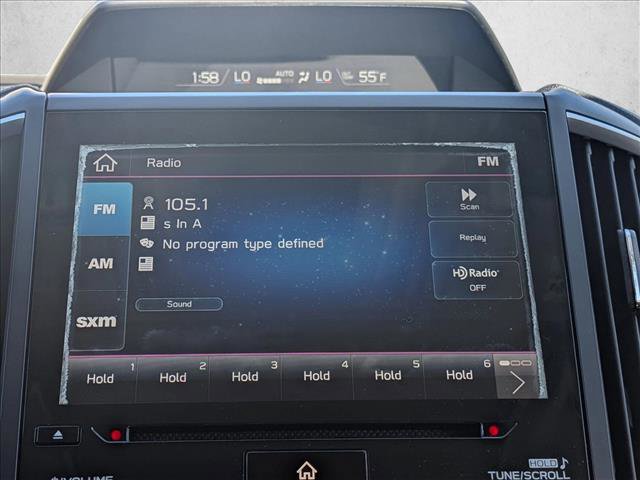 1:58 LO AUTO LO 55°F
Radio FM
FM 105.1 Scan
s In A
No program type defined Replay
AM
HD Radio
OFF
Sound
sxm
1 2 3 4 5 6
Hold Hold Hold Hold Hold Hold
HOLD
VOLUME TUNE/SCROLL